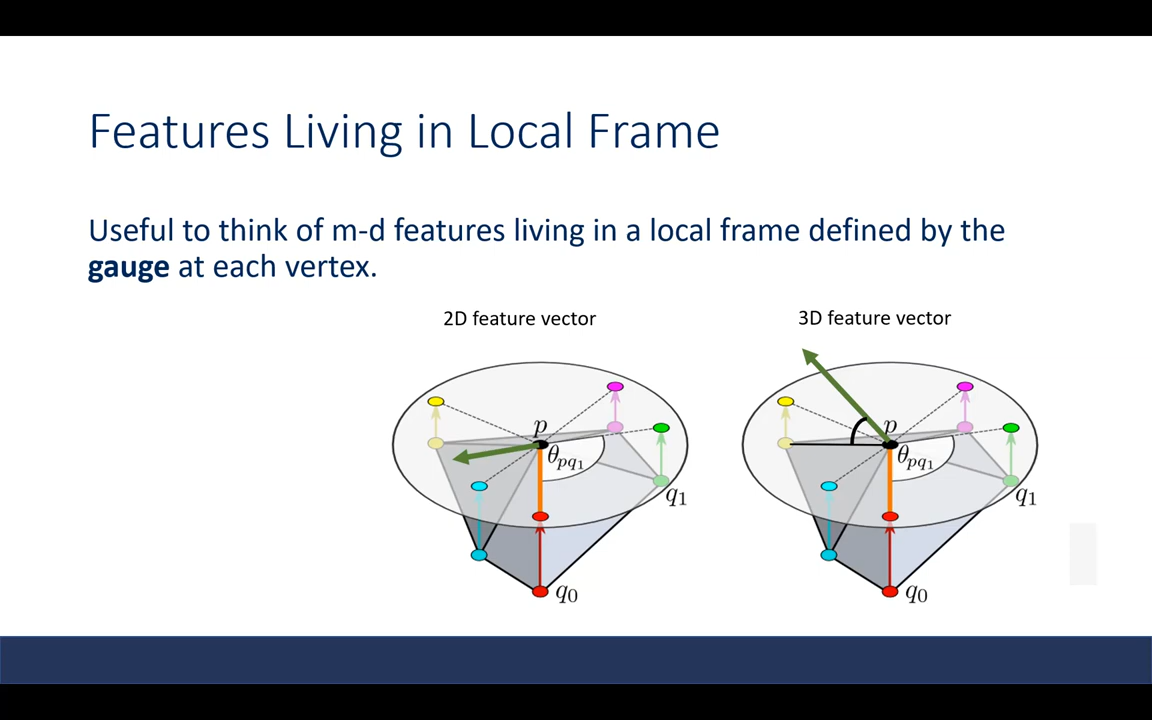 Features Living in Local Frame
Useful to think of m-d features living in a local frame defined by the
gauge at each vertex.
2D feature vector
3D feature vector
p
θpq₁
q₁
q₀
p
θpq₁
q₁
q₀